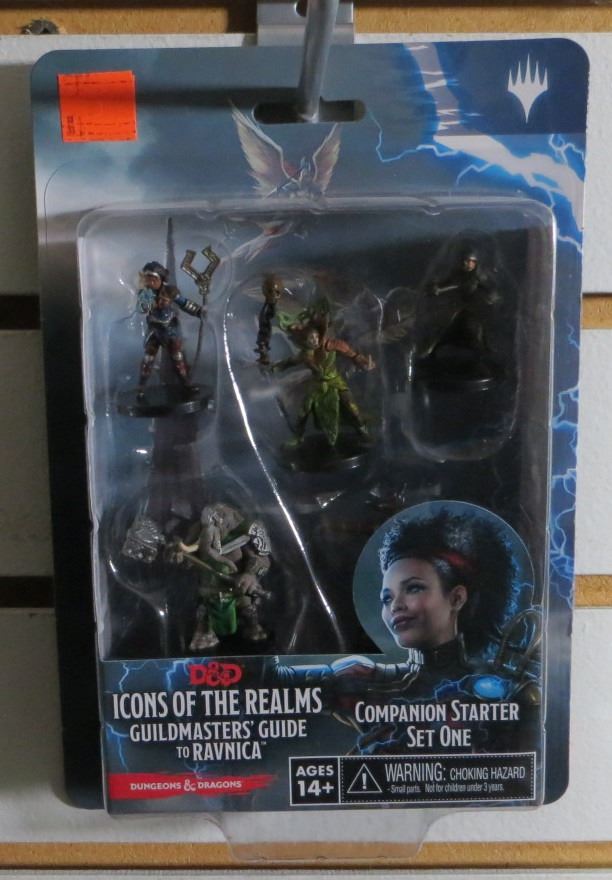 D&D
ICONS OF THE REALMS
GUILDMASTERS' GUIDE
TO RAVNICA™
DUNGEONS & DRAGONS
COMPANION STARTER
SET ONE
AGES
14+
WARNING: CHOKING HAZARD
- Small parts. Not for children under 3 years.